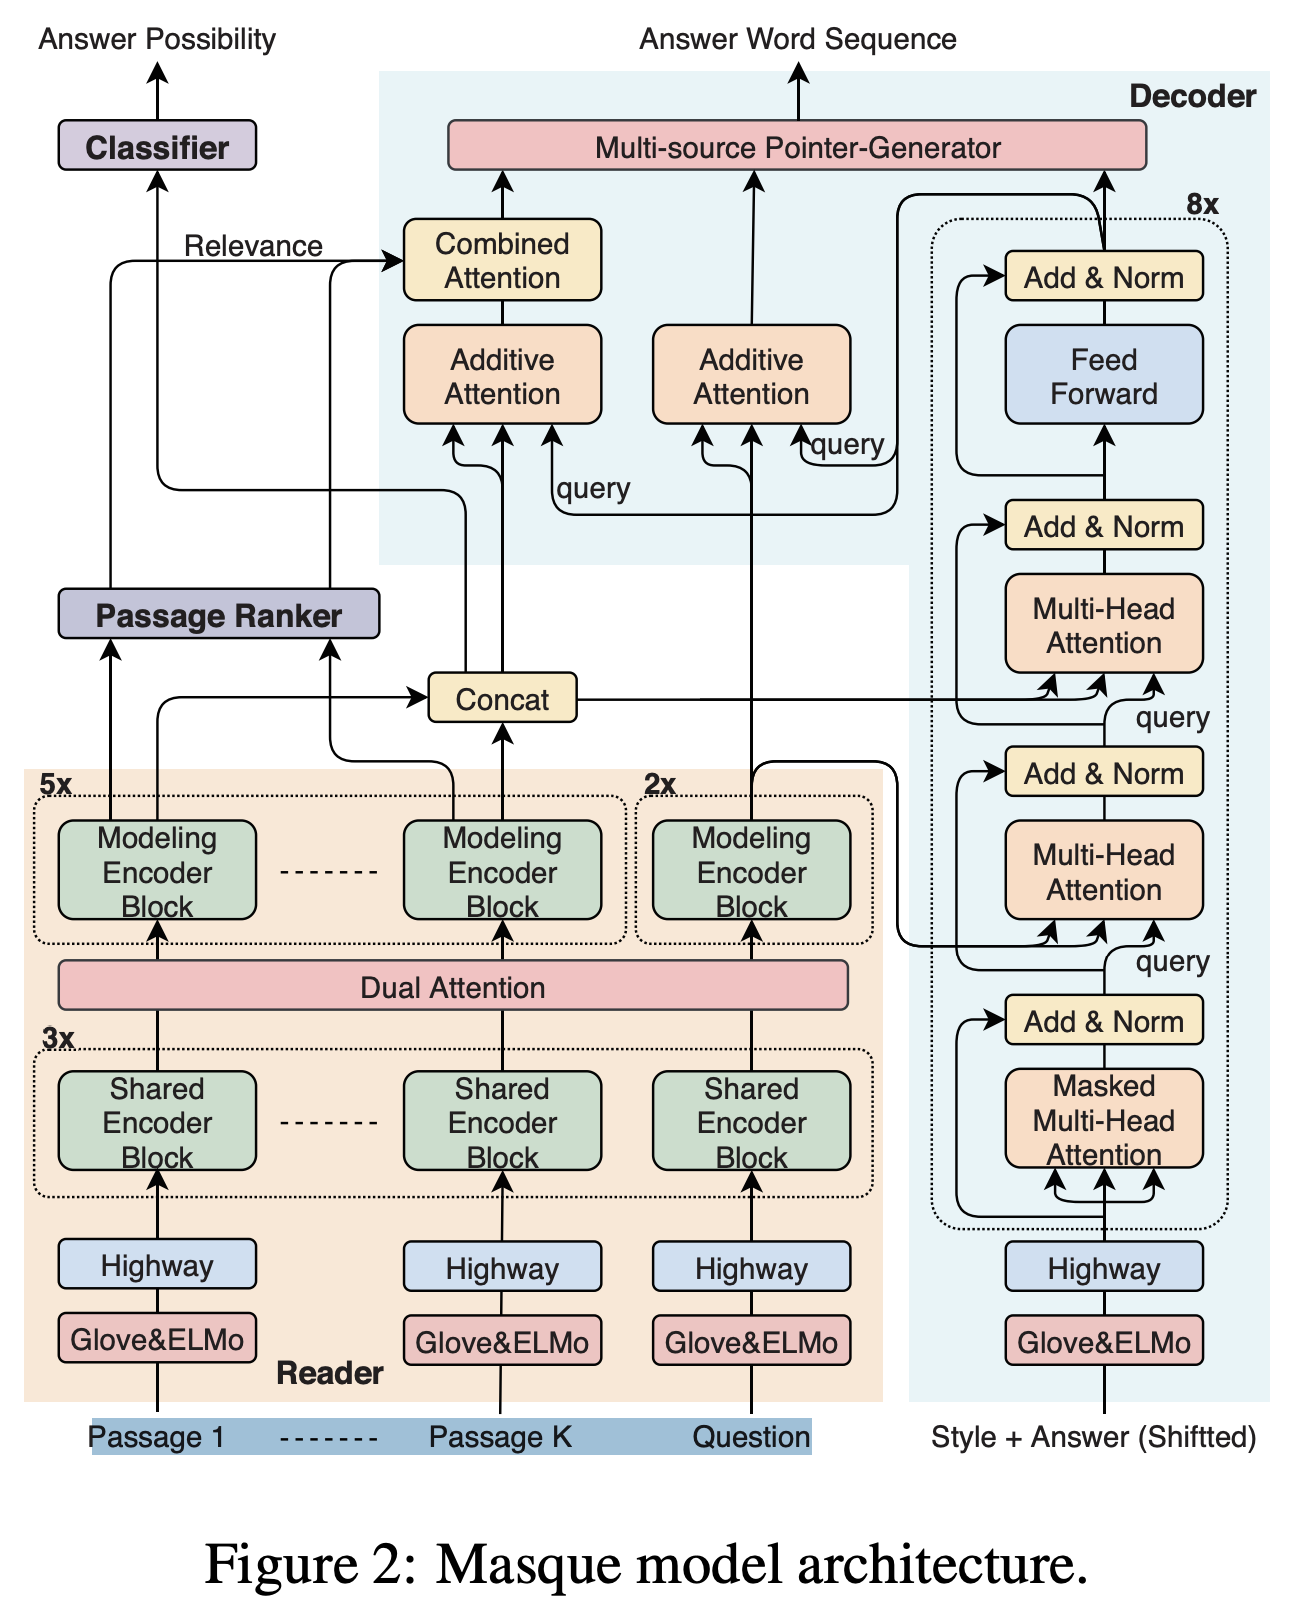 Answer Possibility
Answer Word Sequence
Decoder
Classifier
Multi-source Pointer-Generator
8x
Relevance
Combined
Attention
Add & Norm
Additive
Attention
Additive
Attention
Feed
Forward
query
query
Add & Norm
Passage Ranker
Multi-Head
Attention
Concat
query
Add & Norm
5x
2x
Modeling
Encoder
Block
Modeling
Encoder
Block
Modeling
Encoder
Block
Multi-Head
Attention
query
Dual Attention
Add & Norm
3x
Shared
Encoder
Block
Shared
Encoder
Block
Shared
Encoder
Block
Masked
Multi-Head
Attention
Highway
Highway
Highway
Highway
Glove&ELMo
Glove&ELMo
Glove&ELMo
Glove&ELMo
Reader
Passage 1 ------- Passage K
Question
Style + Answer (Shiftted)
Figure 2: Masque model architecture.